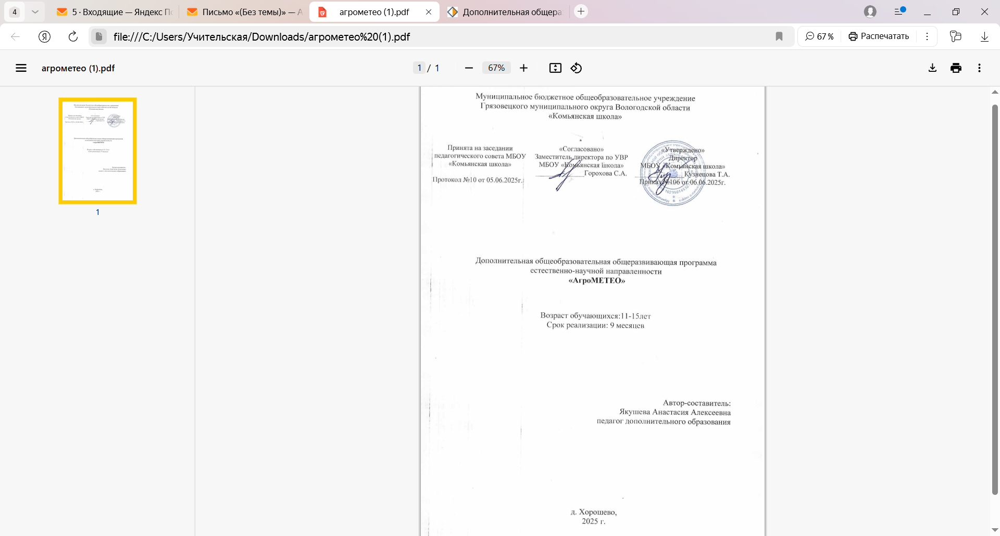 4
5 · Входящие — Яндекс По
Письмо «(Без темы)» — А
агрометео (1).pdf
Дополнительная общера
file:///C:/Users/Учительская/Downloads/агрометео%20(1).pdf
67 %
Распечатать
агрометео (1).pdf
1 / 1
67%
1
Муниципальное бюджетное общеобразовательное учреждение
Грязовецкого муниципального округа Вологодской области
«Комьянская школа»
Принята на заседании
педагогического совета МБОУ
«Комьянская школа»
Протокол №10 от 05.06.2025г.
«Согласовано»
Заместитель директора по УВР
МБОУ «Комьянская школа»
Горохова С.А.
«Утверждено»
Директор
МБОУ «Комьянская школа»
Кузнецова Т.А.
Приказ №106 от 06.06.2025г.
Дополнительная общеобразовательная общеразвивающая программа
естественно-научной направленности
«АгроМЕТЕО»
Возраст обучающихся:11-15лет
Срок реализации: 9 месяцев
Автор-составитель:
Якушева Анастасия Алексеевна
педагог дополнительного образования
д. Хорошево,
2025 г.